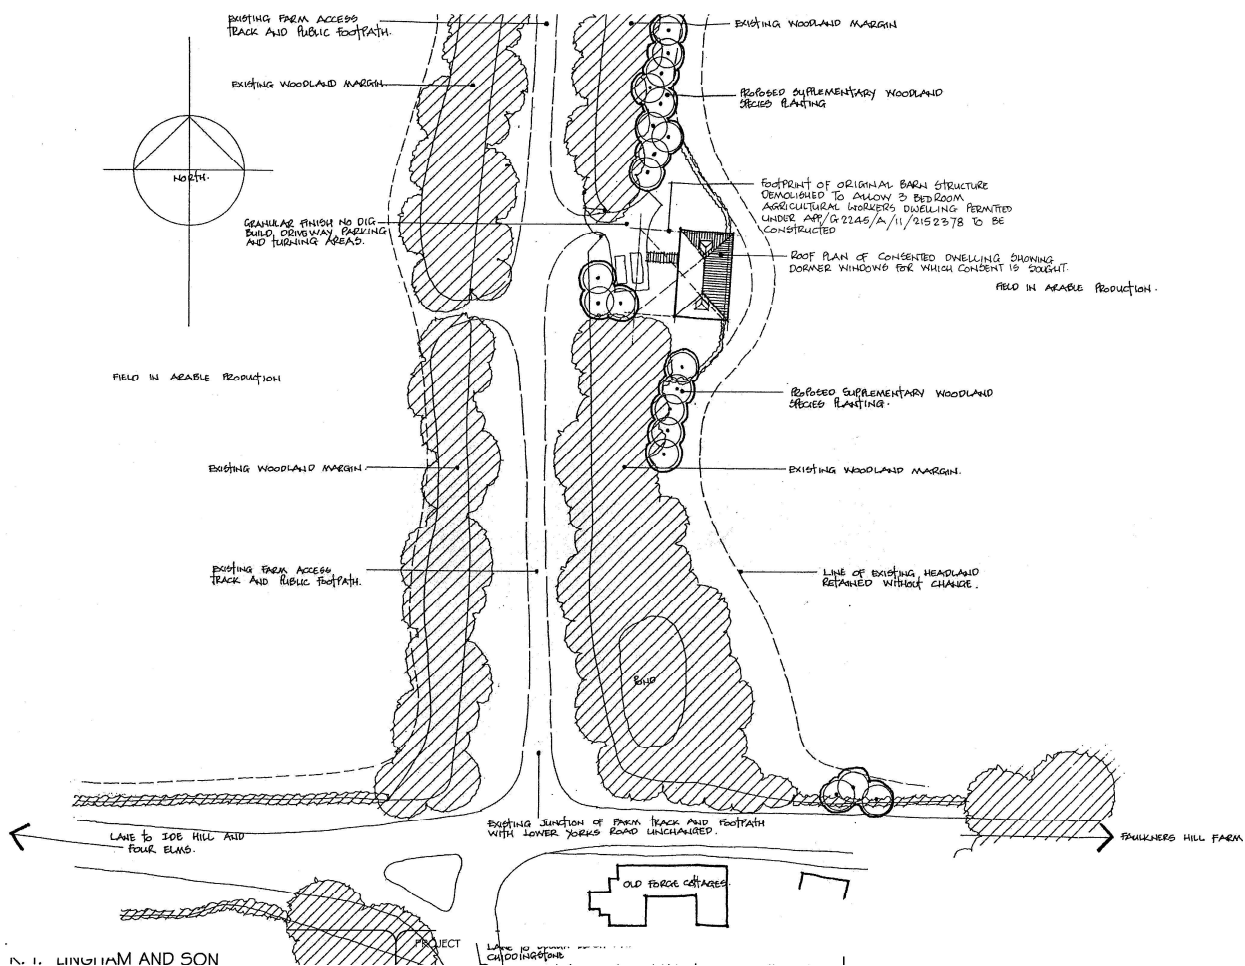 EXISTING FARM ACCESS
TRACK AND PUBLIC FOOTPATH.
EXISTING WOODLAND MARGIN
EXISTING WOODLAND MARGIN.
PROPOSED SUPPLEMENTARY WOODLAND
SPECIES PLANTING
NORTH.
FOOTPRINT OF ORIGINAL BARN STRUCTURE
DEMOLISHED TO ALLOW 3 BEDROOM
AGRICULTURAL WORKERS DWELLING PERMITTED
UNDER APP/G2245/A/11/2152378 TO BE
CONSTRUCTED
GRANULAR FINISH NO DIG
BUILD, DRIVEWAY PARKING
AND TURNING AREAS.
ROOF PLAN OF CONSENTED DWELLING SHOWING
DORMER WINDOWS FOR WHICH CONSENT IS SOUGHT.
FIELD IN ARABLE PRODUCTION.
FIELD IN ARABLE PRODUCTION
PROPOSED SUPPLEMENTARY WOODLAND
SPECIES PLANTING.
EXISTING WOODLAND MARGIN.
EXISTING WOODLAND MARGIN.
EXISTING FARM ACCESS
TRACK AND PUBLIC FOOTPATH.
LINE OF EXISTING HEADLAND
RETAINED WITHOUT CHANGE.
POND
EXISTING JUNCTION OF FARM TRACK AND FOOTPATH
WITH LOWER YORKS ROAD UNCHANGED.
LANE TO IDE HILL AND
FOUR ELMS.
FAULKNERS HILL FARM
OLD FORGE COTTAGES.
PROJECT
LANE TO
CHIDDINGSTONE
LINGHAM AND SON